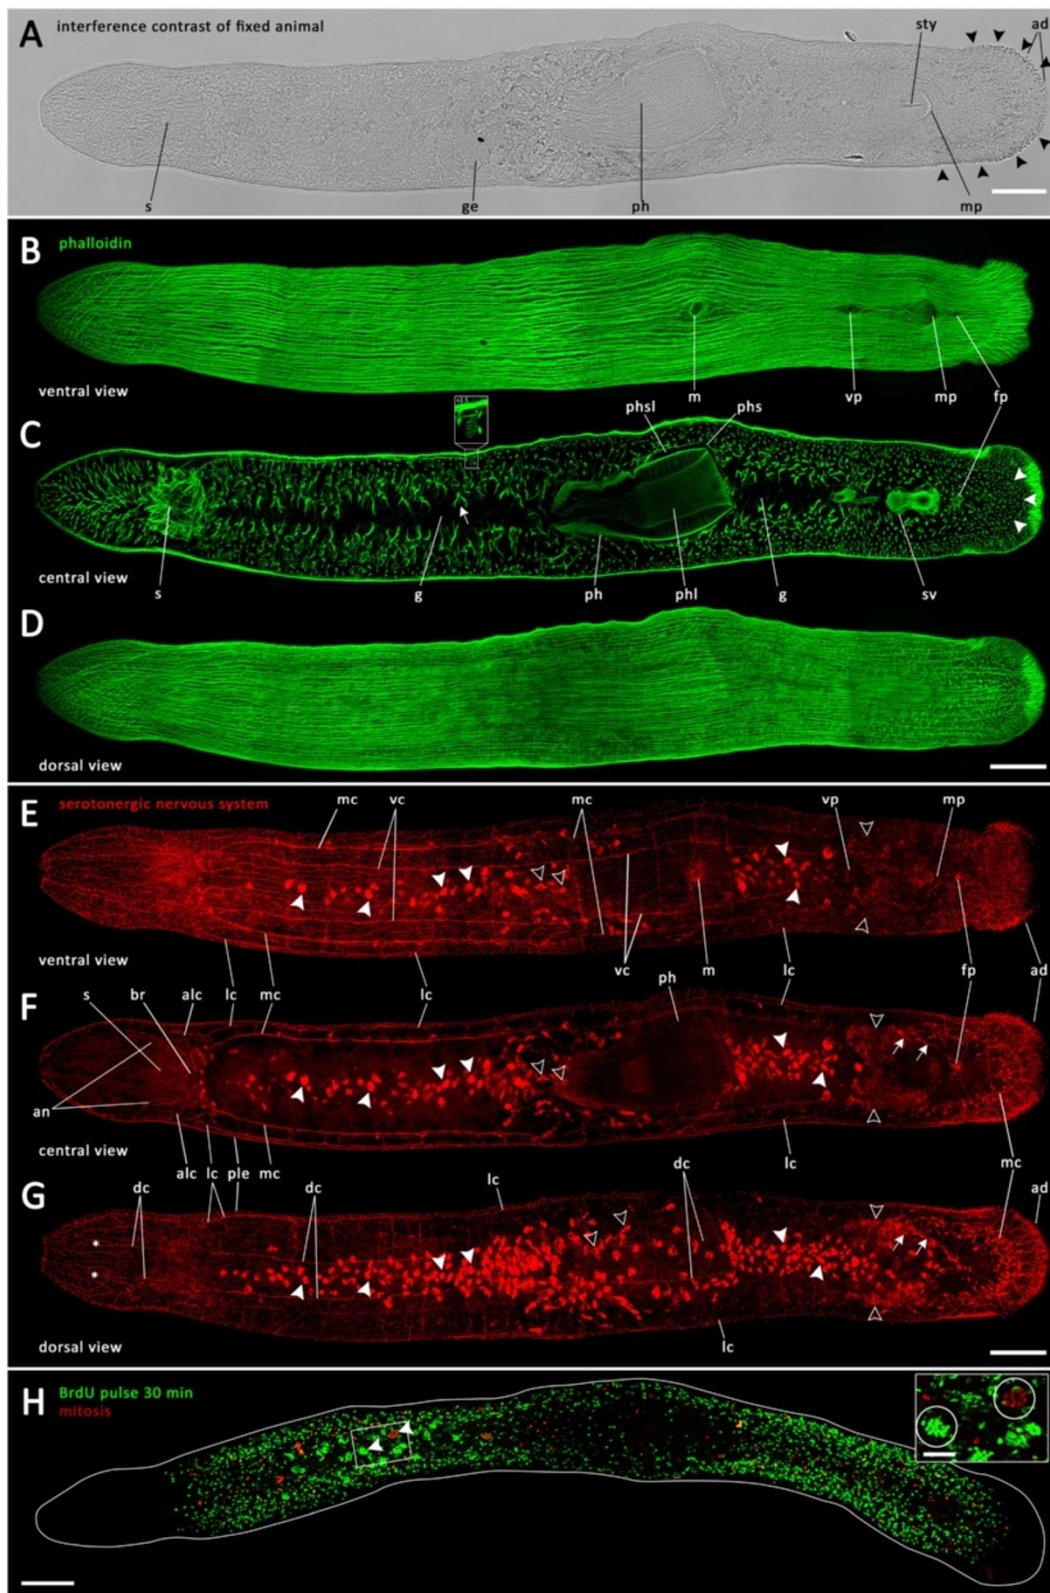 A interference contrast of fixed animal
sty ad
s ge ph mp
B phalloidin
ventral view
m vp mp fp
C
phsl phs
central view
s g ph phl g sv
D
dorsal view
E serotonergic nervous system
mc vc mc vp mp
ventral view
lc mc lc vc m lc fp ad
F
s br alc ph
an
central view
alc lc ple mc lc mc
G
dc dc lc dc ad
* 
*
dorsal view
lc
H BrdU pulse 30 min
mitosis